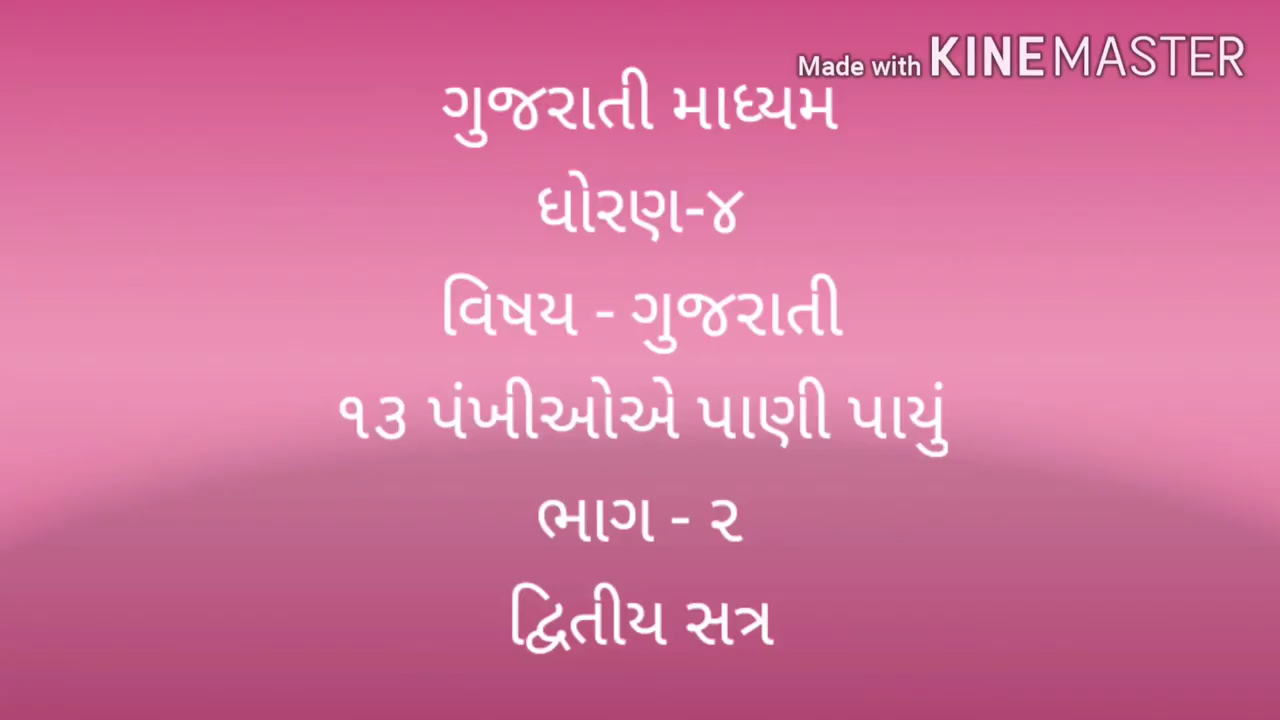 Made with KINEMASTER
ગુજરાતી માધ્યમ
ધોરણ-૪
વિષય - ગુજરાતી
૧૩ પંખીઓએ પાણી પાયું
ભાગ - ૨
દ્વિતીય સત્ર